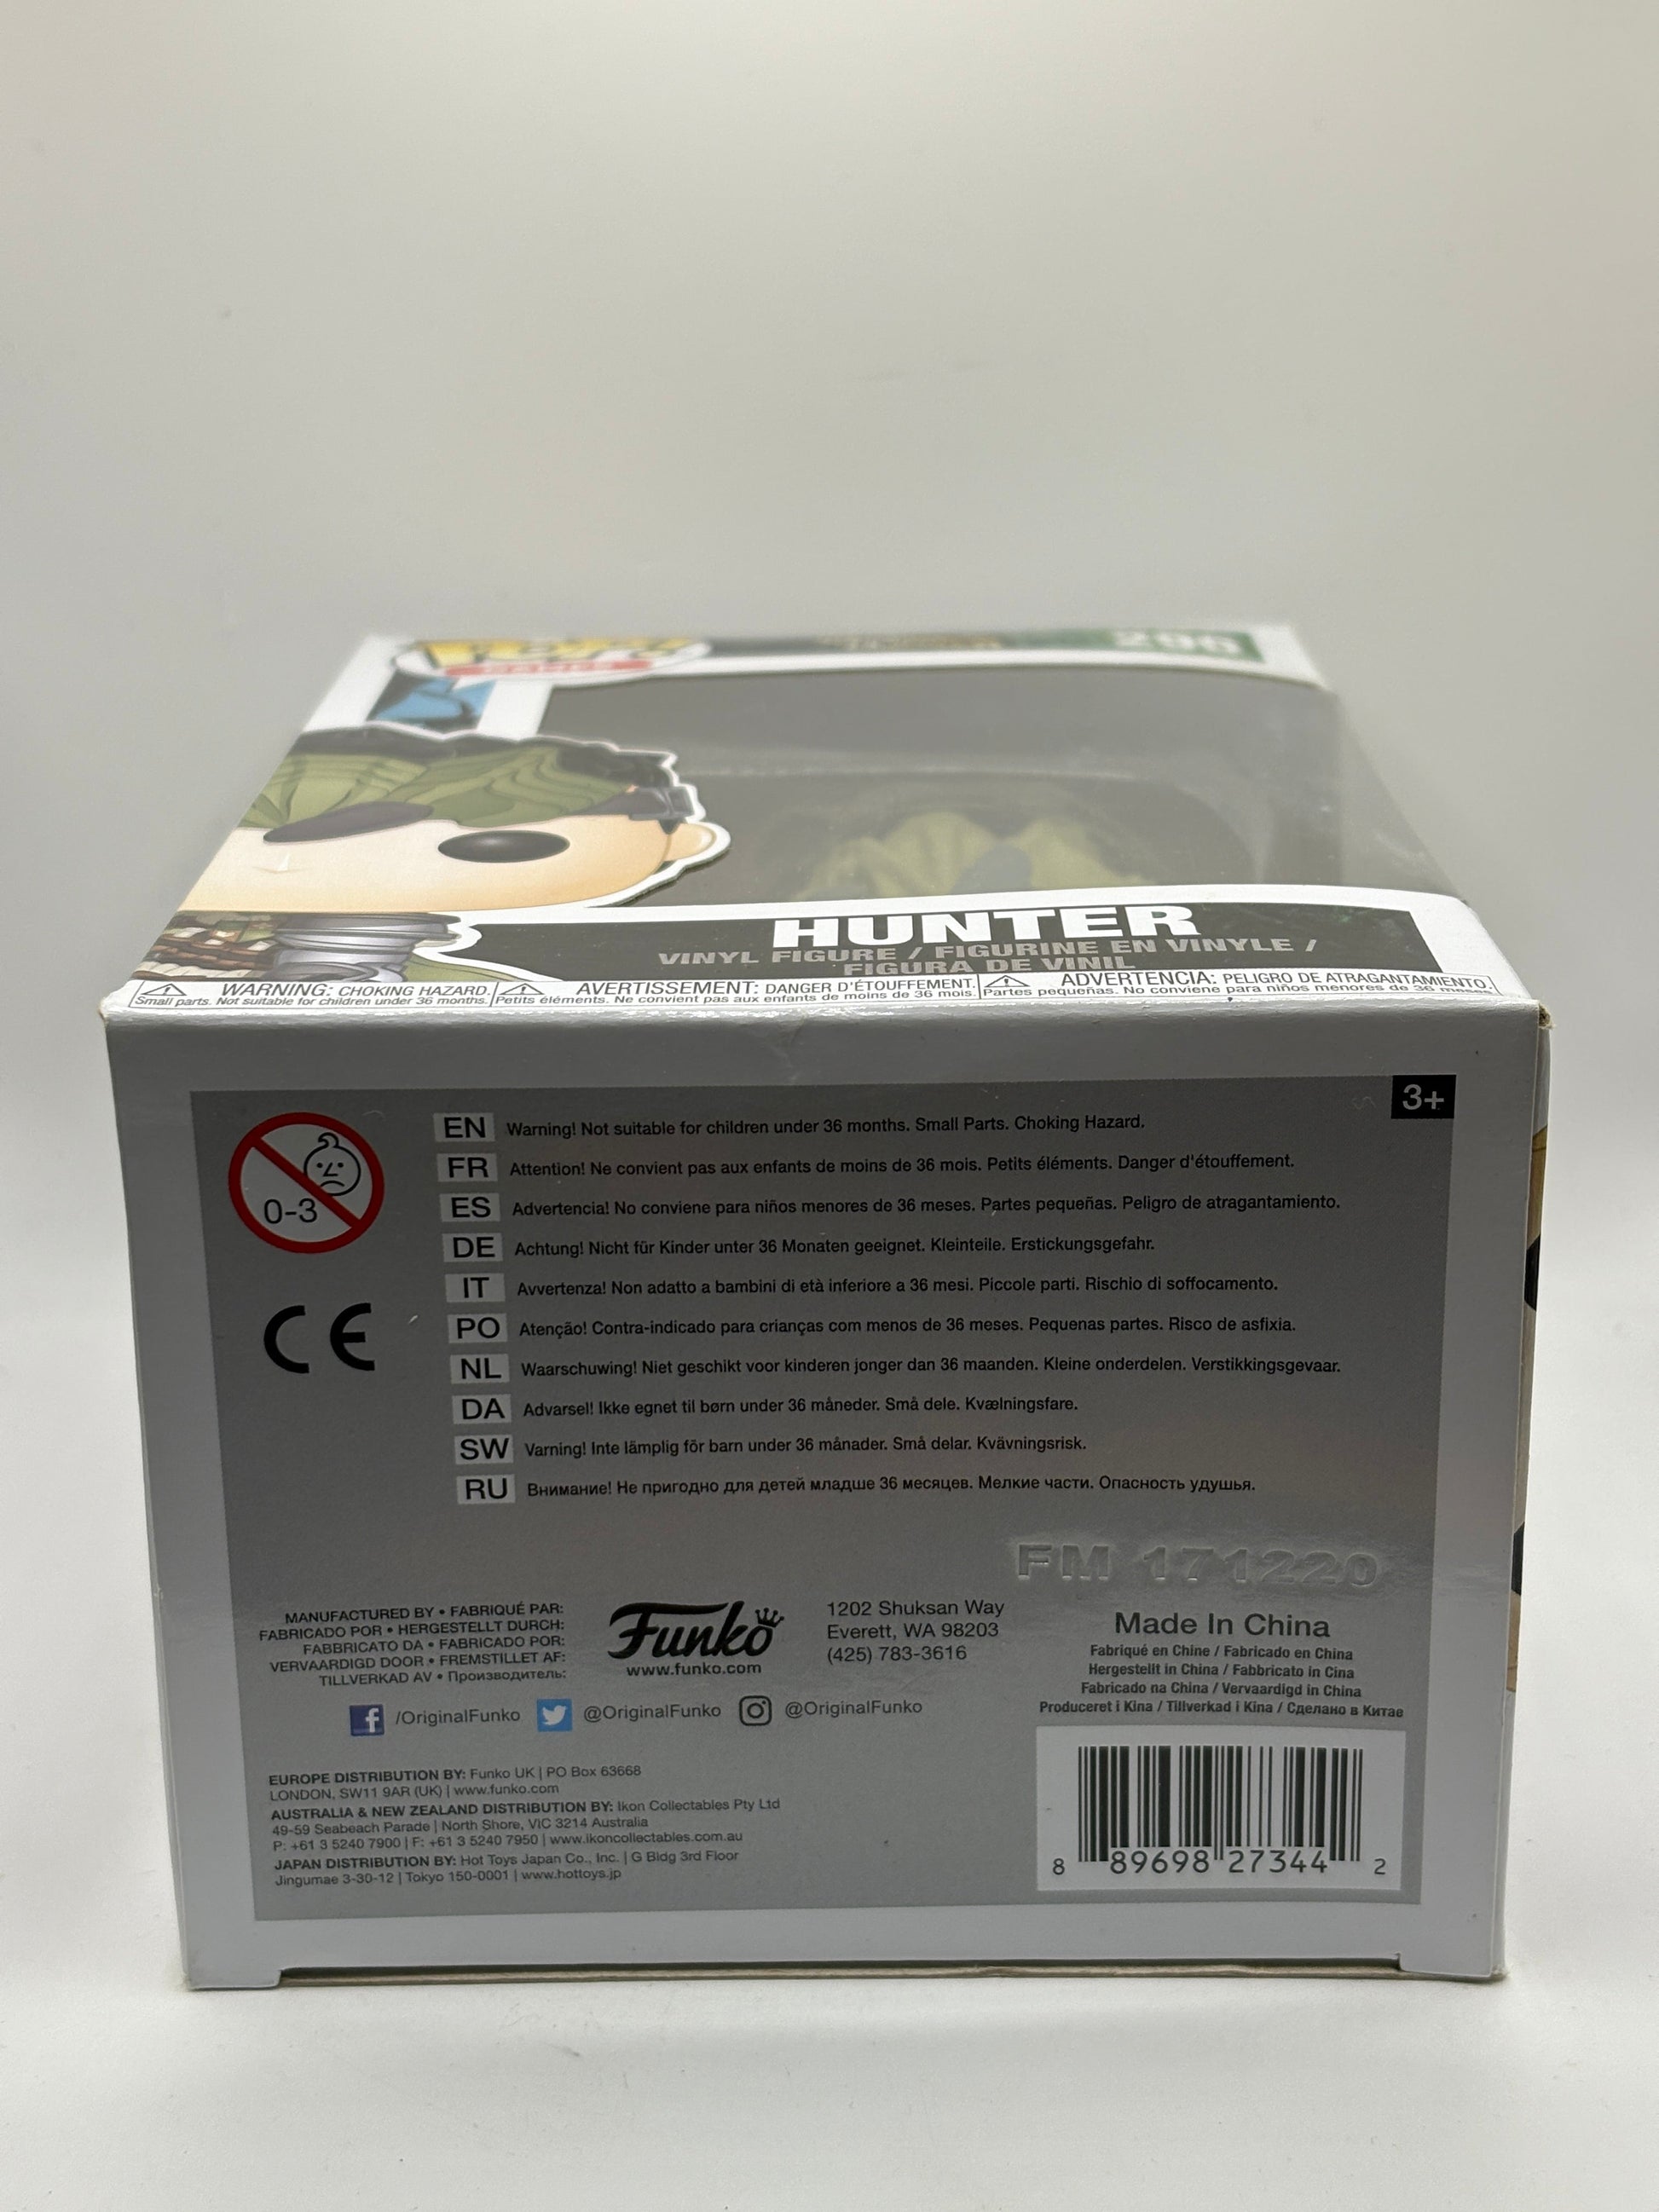 POP!
GAMES
296
HUNTER
VINYL FIGURE / FIGURINE EN VINYLE /
FIGURA DE VINIL
WARNING: CHOKING HAZARD.
Small parts. Not suitable for children under 36 months.
AVERTISSEMENT: DANGER D'ÉTOUFFEMENT.
Petits éléments. Ne convient pas aux enfants de moins de 36 mois.
ADVERTENCIA: PELIGRO DE ATRAGANTAMIENTO.
Partes pequeñas. No conviene para niños menores de 36 meses.
3+
0-3
EN Warning! Not suitable for children under 36 months. Small Parts. Choking Hazard.
FR Attention! Ne convient pas aux enfants de moins de 36 mois. Petits éléments. Danger d'étouffement.
ES Advertencia! No conviene para niños menores de 36 meses. Partes pequeñas. Peligro de atragantamiento.
DE Achtung! Nicht für Kinder unter 36 Monaten geeignet. Kleinteile. Erstickungsgefahr.
IT Avvertenza! Non adatto a bambini di età inferiore a 36 mesi. Piccole parti. Rischio di soffocamento.
PO Atenção! Contra-indicado para crianças com menos de 36 meses. Pequenas partes. Risco de asfixia.
NL Waarschuwing! Niet geschikt voor kinderen jonger dan 36 maanden. Kleine onderdelen. Verstikkingsgevaar.
DA Advarsel! Ikke egnet til børn under 36 måneder. Små dele. Kvælningsfare.
SW Varning! Inte lämplig för barn under 36 månader. Små delar. Kvävningsrisk.
RU Внимание! Не пригодно для детей младше 36 месяцев. Мелкие части. Опасность удушья.
CE
FM 171220
MANUFACTURED BY • FABRIQUÉ PAR:
FABRICADO POR • HERGESTELLT DURCH:
FABBRICATO DA • FABRICADO POR:
VERVAARDIGD DOOR • FREMSTILLET AF:
TILLVERKAD AV • Производитель:
Funko
www.funko.com
1202 Shuksan Way
Everett, WA 98203
(425) 783-3616
/OriginalFunko @OriginalFunko @OriginalFunko
Made In China
Fabriqué en Chine / Fabricado en China
Hergestellt in China / Fabbricato in Cina
Fabricado na China / Vervaardigd in China
Produceret i Kina / Tillverkad i Kina / Сделано в Китае
EUROPE DISTRIBUTION BY: Funko UK | PO Box 63668
LONDON, SW11 9AR (UK) | www.funko.com
AUSTRALIA & NEW ZEALAND DISTRIBUTION BY: Ikon Collectables Pty Ltd
49-59 Seabeach Parade | North Shore, VIC 3214 Australia
P: +61 3 5240 7900 | F: +61 3 5240 7950 | www.ikoncollectables.com.au
JAPAN DISTRIBUTION BY: Hot Toys Japan Co., Inc. | G Bldg 3rd Floor
Jingumae 3-30-12 | Tokyo 150-0001 | www.hottoys.jp
8 89698 27344 2